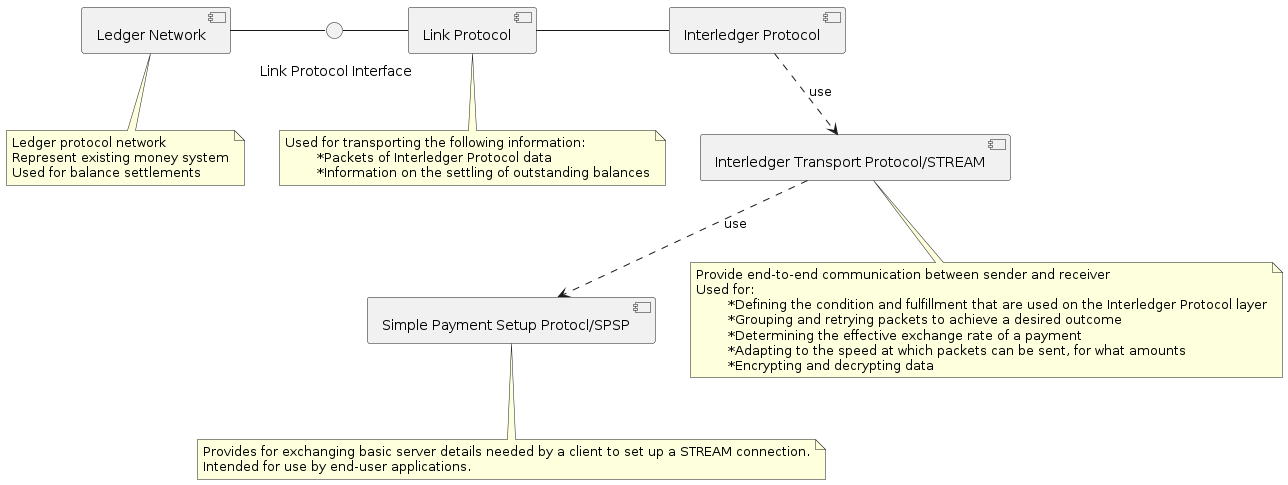 Ledger Network
Link Protocol Interface
Link Protocol
Interledger Protocol
Ledger protocol network
Represent existing money system
Used for balance settlements
Used for transporting the following information:
*Packets of Interledger Protocol data
*Information on the settling of outstanding balances
use
Interledger Transport Protocol/STREAM
use
Provide end-to-end communication between sender and receiver
Used for:
*Defining the condition and fulfillment that are used on the Interledger Protocol layer
*Grouping and retrying packets to achieve a desired outcome
*Determining the effective exchange rate of a payment
*Adapting to the speed at which packets can be sent, for what amounts
*Encrypting and decrypting data
Simple Payment Setup Protocl/SPSP
Provides for exchanging basic server details needed by a client to set up a STREAM connection.
Intended for use by end-user applications.